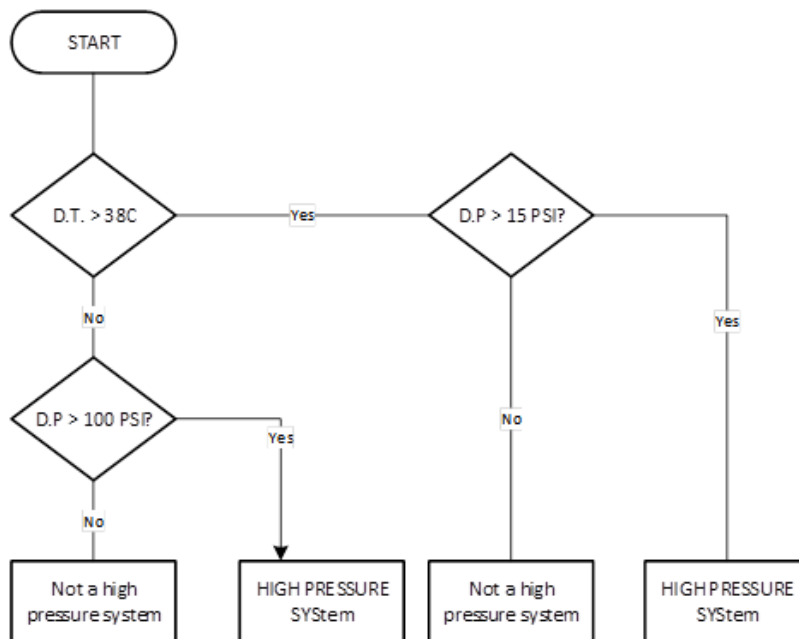 START
D.T. > 38C
Yes
D.P > 15 PSI?
No
Yes
D.P > 100 PSI?
Yes
No
No
Not a high
pressure system
HIGH PRESSURE
SYStem
Not a high
pressure system
HIGH PRESSURE
SYStem